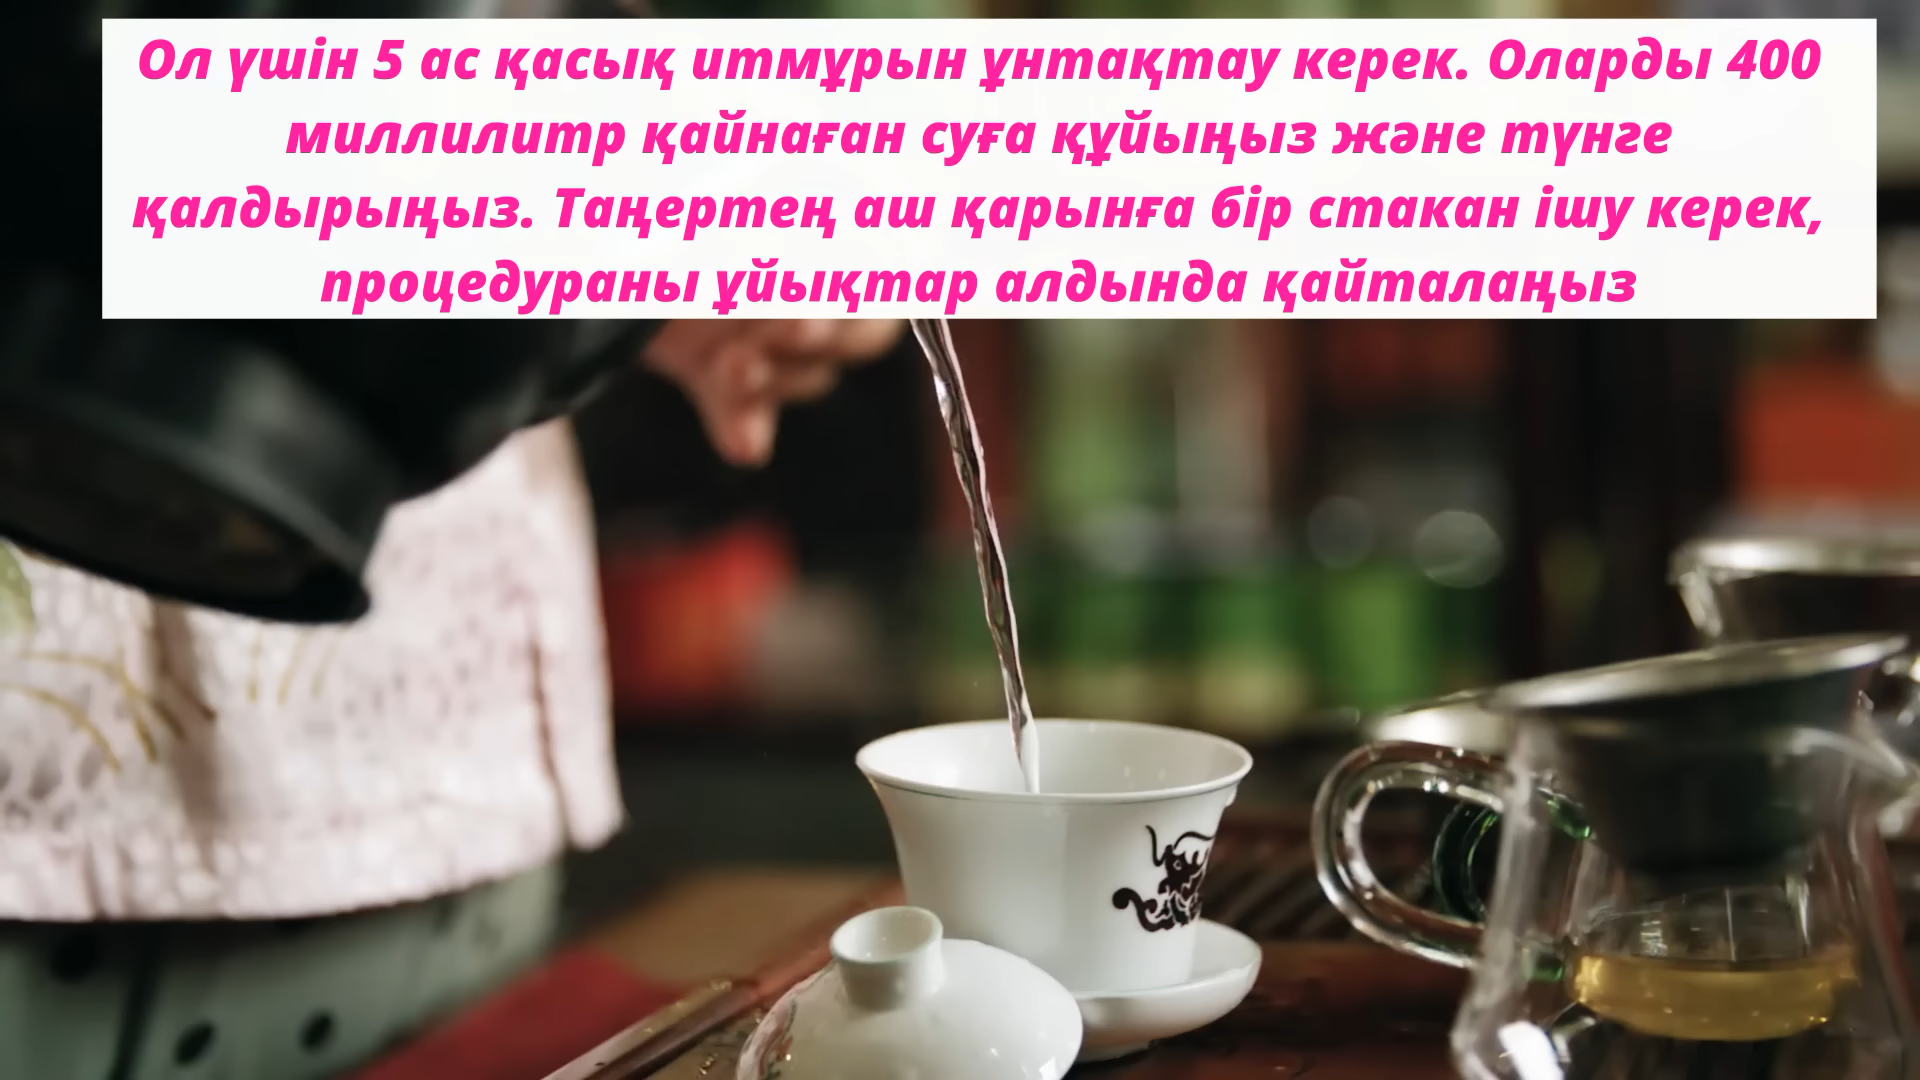 Ол үшін 5 ас қасық итмұрын ұнтақтау керек. Оларды 400
миллилитр қайнаған суға құйыңыз және түнге
қалдырыңыз. Таңертең аш қарынға бір стакан ішу керек,
процедураны ұйықтар алдында қайталаңыз